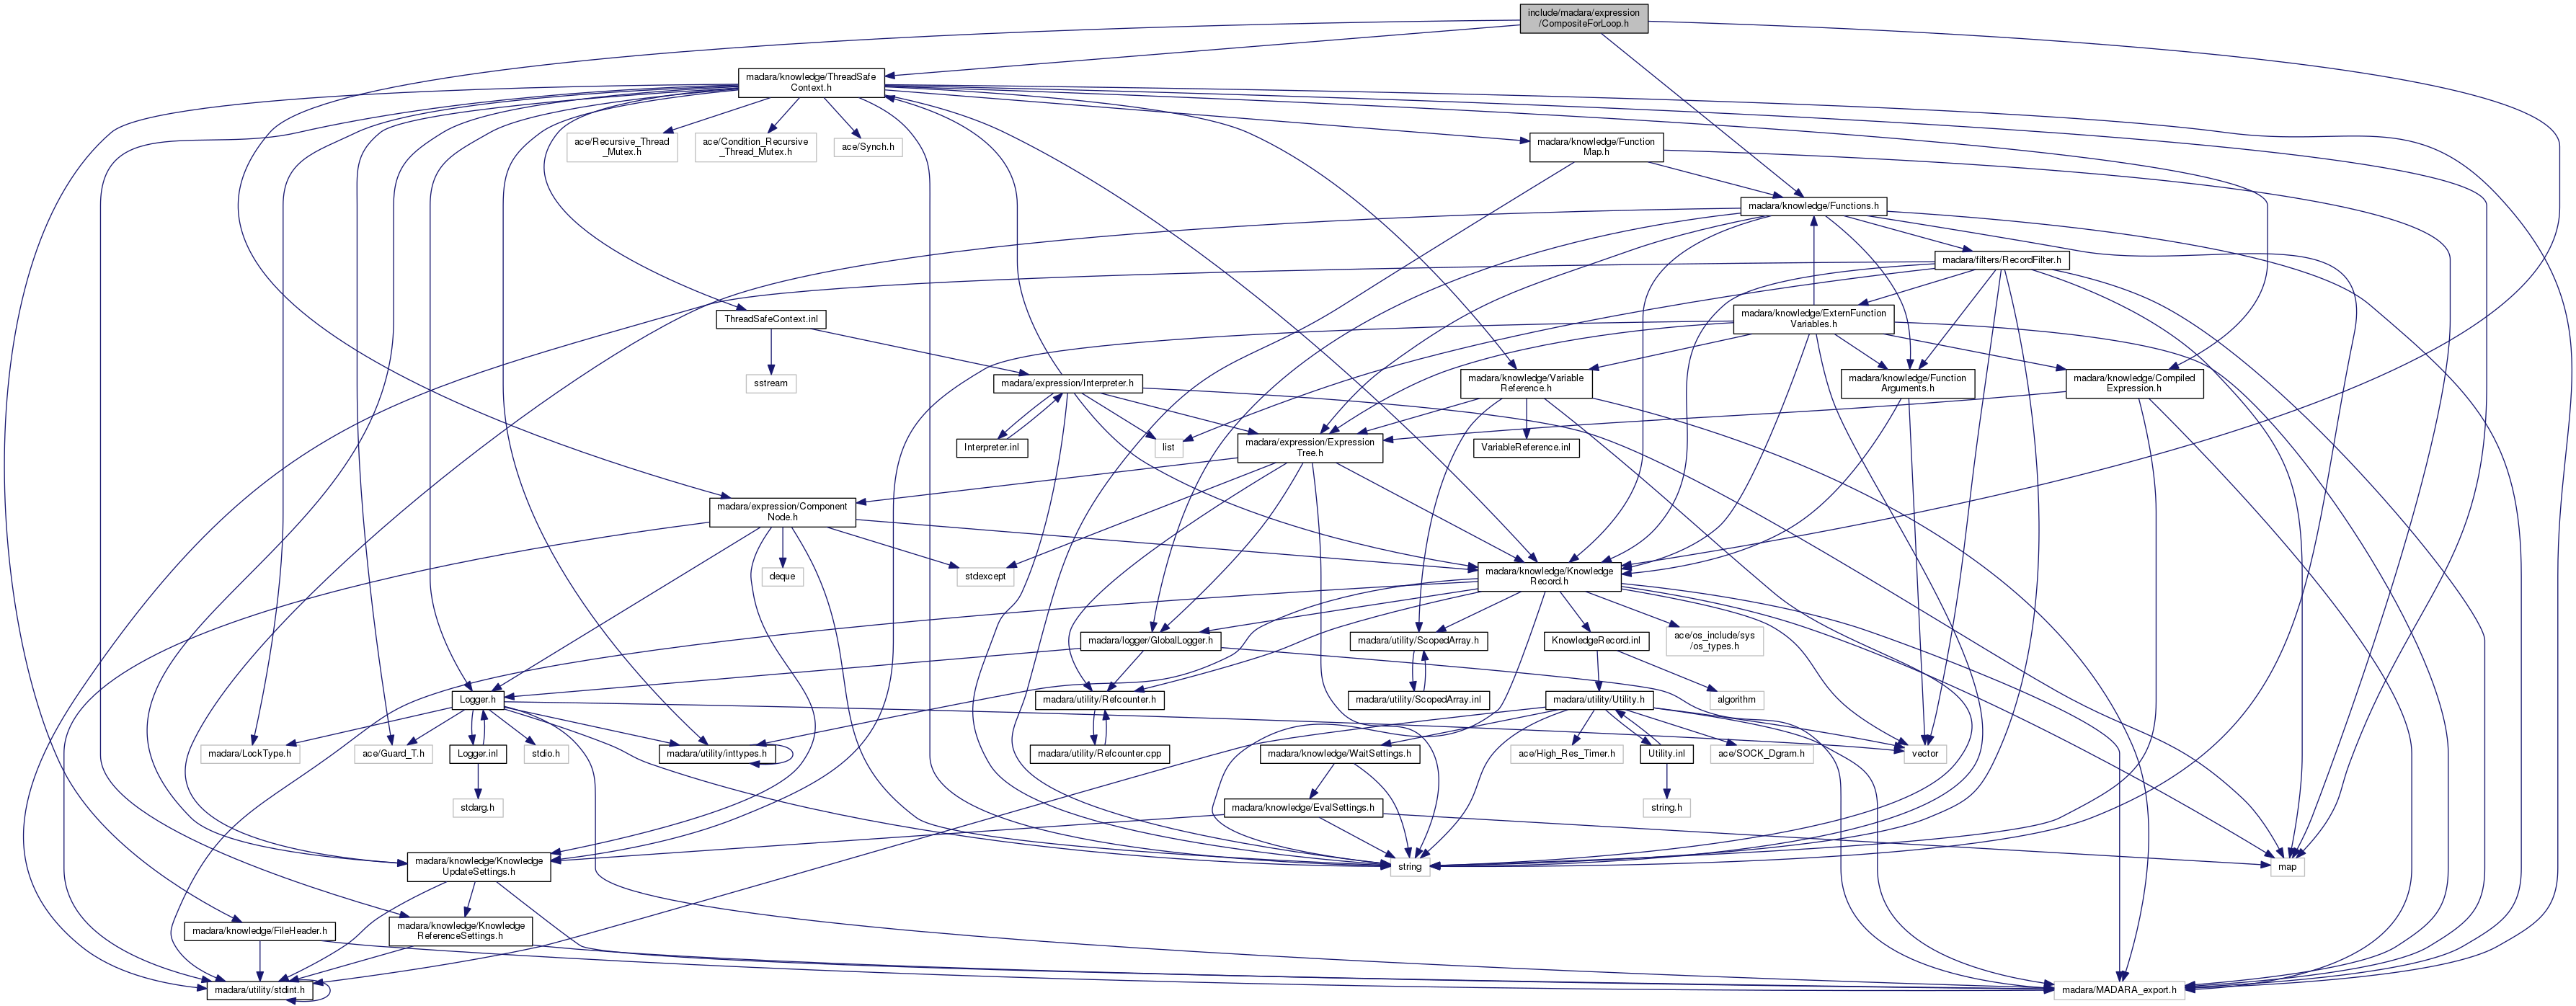 include/madara/expression
/CompositeForLoop.h
madara/knowledge/ThreadSafe
Context.h
ace/Recursive_Thread
_Mutex.h
ace/Condition_Recursive
_Thread_Mutex.h
ace/Synch.h
madara/knowledge/Function
Map.h
madara/knowledge/Functions.h
madara/filters/RecordFilter.h
ThreadSafeContext.inl
madara/knowledge/ExternFunction
Variables.h
sstream
madara/expression/Interpreter.h
madara/knowledge/Variable
Reference.h
madara/knowledge/Function
Arguments.h
madara/knowledge/Compiled
Expression.h
Interpreter.inl
list
madara/expression/Expression
Tree.h
VariableReference.inl
madara/expression/Component
Node.h
deque
stdexcept
madara/knowledge/Knowledge
Record.h
madara/logger/GlobalLogger.h
madara/utility/ScopedArray.h
KnowledgeRecord.inl
ace/os_include/sys
/os_types.h
Logger.h
madara/utility/Refcounter.h
madara/utility/ScopedArray.inl
madara/utility/Utility.h
algorithm
madara/LockType.h
ace/Guard_T.h
Logger.inl
stdio.h
madara/utility/inttypes.h
madara/utility/Refcounter.cpp
madara/knowledge/WaitSettings.h
ace/High_Res_Timer.h
Utility.inl
ace/SOCK_Dgram.h
vector
stdarg.h
madara/knowledge/EvalSettings.h
string.h
madara/knowledge/Knowledge
UpdateSettings.h
string
map
madara/knowledge/FileHeader.h
madara/knowledge/Knowledge
ReferenceSettings.h
madara/utility/stdint.h
madara/MADARA_export.h